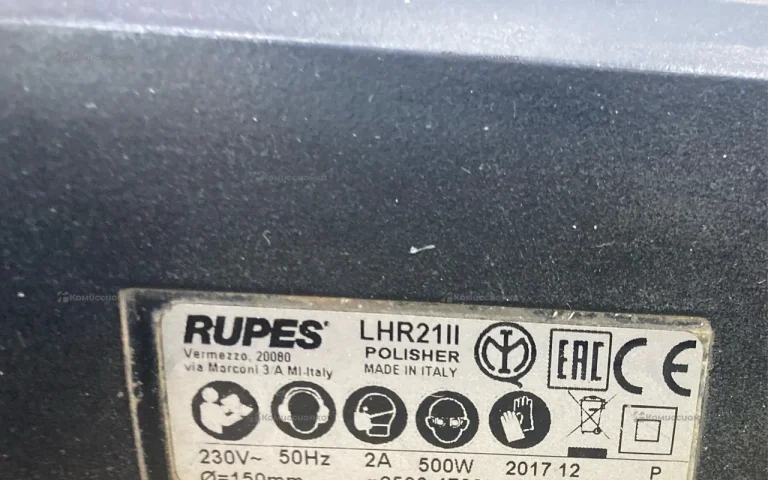 RUPES LHR21II
POLISHER
Vermezzo, 20080
via Marconi 3/A MI-Italy MADE IN ITALY
EAC CE
230V~ 50Hz 2A 500W 2017 12 P
Ø=150mm